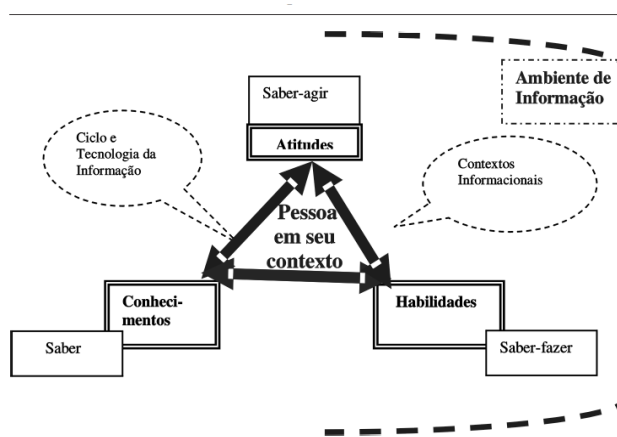 Saber-agir
Ambiente de
Informação
Atitudes
Ciclo e
Tecnologia da
Informação
Contextos
Informacionais
Pessoa
em seu
contexto
Conheci-
mentos
Habilidades
Saber
Saber-fazer